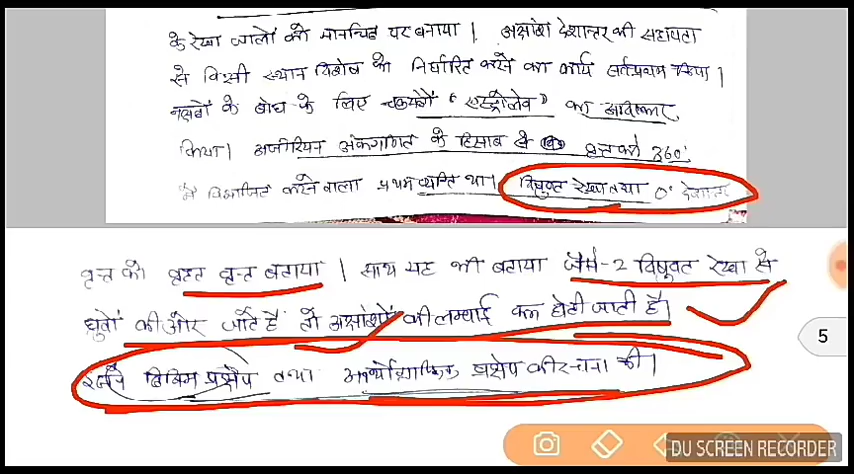 के रेखा जालों को मानचित्र पर बनाया। अक्षांश देशान्तर की सहायता
से किसी स्थान विशेष को निर्धारित करने का कार्य सर्वप्रथम किया।
नक्षत्रों के बोध के लिए "एस्ट्रोलेब" का आविष्कार
किया। अंकगणित के हिसाब से वृत्त को 360°
में विभाजित करने वाला प्रथम व्यक्ति था। विषुवत रेखा तथा 0° देशान्तर
वृत्त को वृहत वृत्त बताया। साथ यह भी बताया जैसे-2 विषुवत रेखा से
ध्रुवों की ओर जाते है तो अक्षांशों की लम्बाई कम होती जाती है।
इसने त्रिविम प्रक्षेप तथा प्रक्षेप की रचना की।
5
DU SCREEN RECORDER